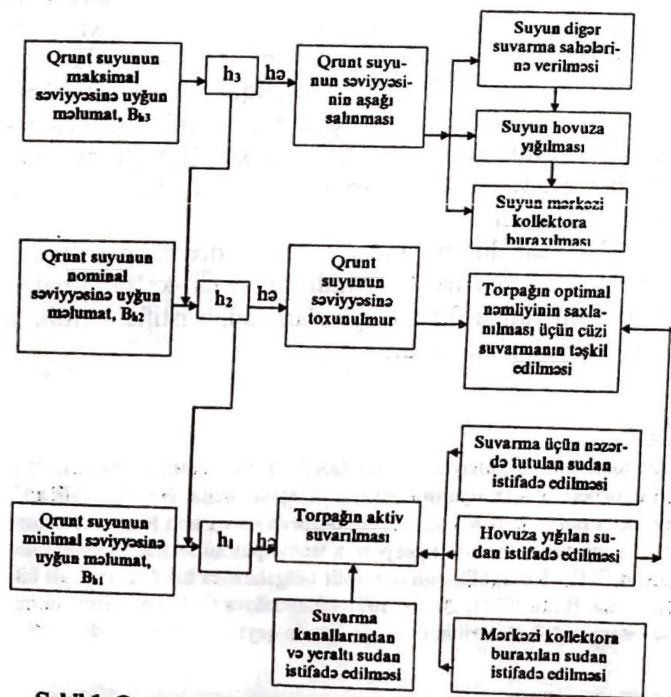 Qrunt suyunun
maksimal
səviyyəsinə uyğun
məlumat, Bh3
h3
hə
Qrunt suyu-
nun səviyyəsi-
nin aşağı
salınması
Suyun digər
suvarma sahələri-
nə verilməsi
Suyun hovuza
yığılması
Suyun mərkəzi
kollektora
buraxılması
Qrunt suyunun
nominal
səviyyəsinə uyğun
məlumat, Bh2
h2
hə
Qrunt
suyunun
səviyyəsinə
toxunulmur
Torpağın optimal
nəmliyinin saxla-
nılması üçün cüzi
suvarmanın təşkil
edilməsi
Qrunt suyunun
minimal
səviyyəsinə uyğun
məlumat,
Bh1
h1
hə
Torpağın aktiv
suvarılması
Suvarma üçün nəzər-
də tutulan sudan
istifadə edilməsi
Hovuza yığılan su-
dan istifadə edilməsi
Mərkəzi kollektora
buraxılan sudan
istifadə edilməsi
Suvarma
kanallarından
və yeraltı sudan
istifadə edilməsi